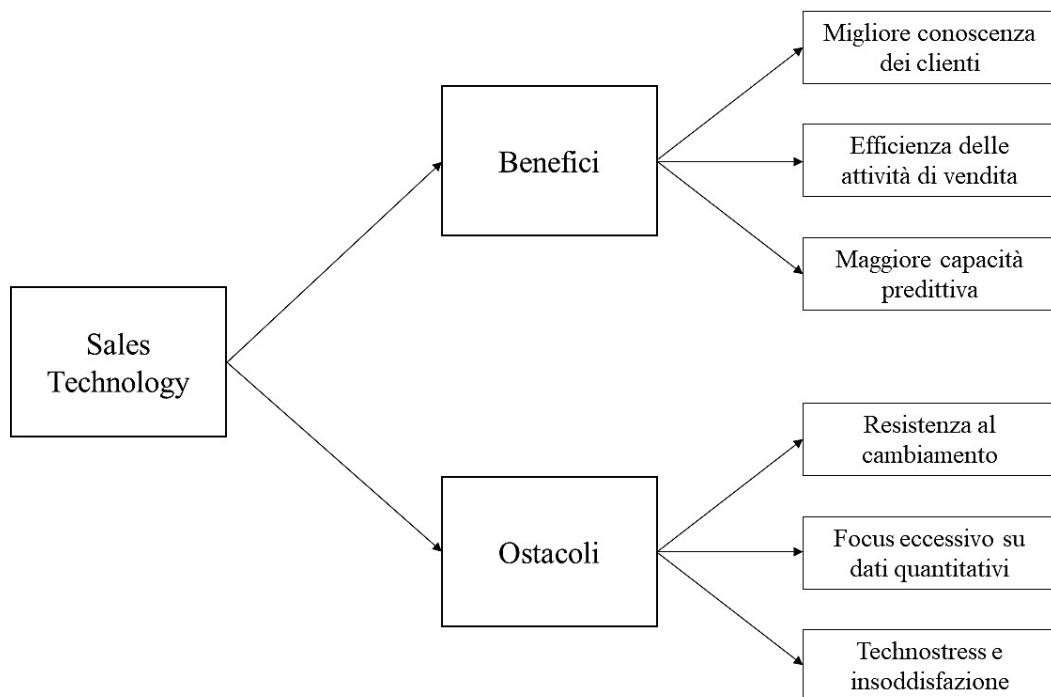 Sales
Technology
Benefici
Migliore conoscenza
dei clienti
Efficienza delle
attività di vendita
Maggiore capacità
predittiva
Ostacoli
Resistenza al
cambiamento
Focus eccessivo su
dati quantitativi
Technostress e
insoddisfazione